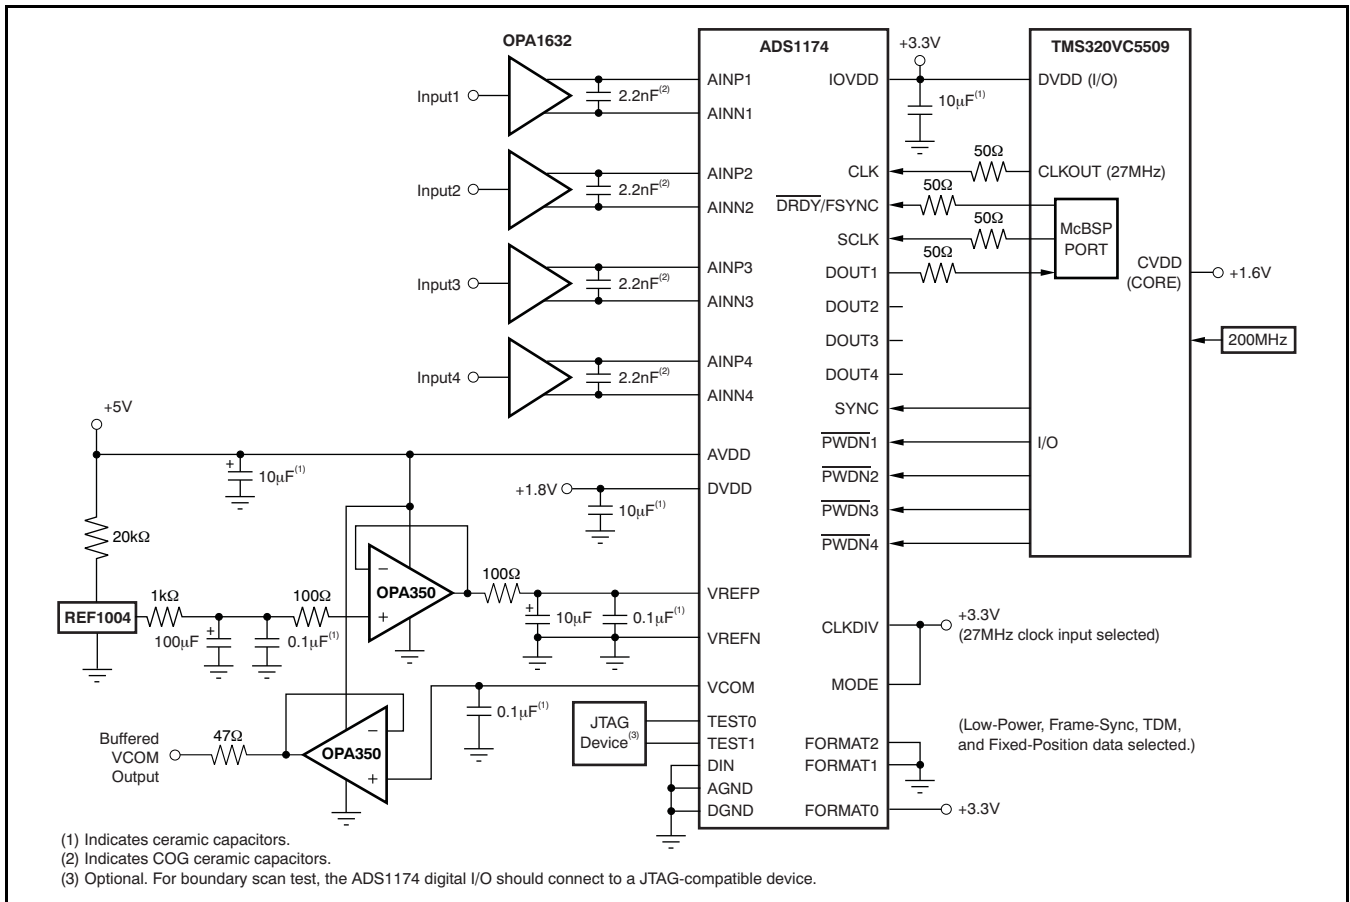 OPA1632
ADS1174
TMS320VC5509
+3.3V
Input1
2.2nF(2)
AINP1
AINN1
IOVDD
10µF(1)
DVDD (I/O)
Input2
2.2nF(2)
AINP2
AINN2
CLK
50Ω
CLKOUT (27MHz)
DRDY/FSYNC
50Ω
SCLK
50Ω
McBSP
PORT
Input3
2.2nF(2)
AINP3
AINN3
DOUT1
50Ω
CVDD
(CORE)
+1.6V
DOUT2
DOUT3
200MHz
Input4
2.2nF(2)
AINP4
AINN4
DOUT4
SYNC
+5V
PWDN1
I/O
PWDN2
PWDN3
PWDN4
+
10µF(1)
AVDD
+1.8V
10µF(1)
DVDD
20kΩ
REF1004
1kΩ
+
100µF
0.1µF(1)
100Ω
−
+
OPA350
100Ω
+
10µF
0.1µF(1)
VREFP
VREFN
CLKDIV
+3.3V
(27MHz clock input selected)
VCOM
MODE
0.1µF(1)
Buffered
VCOM
Output
47Ω
OPA350
−
+
JTAG
Device(3)
TEST0
TEST1
DIN
AGND
DGND
FORMAT2
FORMAT1
FORMAT0
(Low-Power, Frame-Sync, TDM,
and Fixed-Position data selected.)
+3.3V
(1) Indicates ceramic capacitors.
(2) Indicates COG ceramic capacitors.
(3) Optional. For boundary scan test, the ADS1174 digital I/O should connect to a JTAG-compatible device.